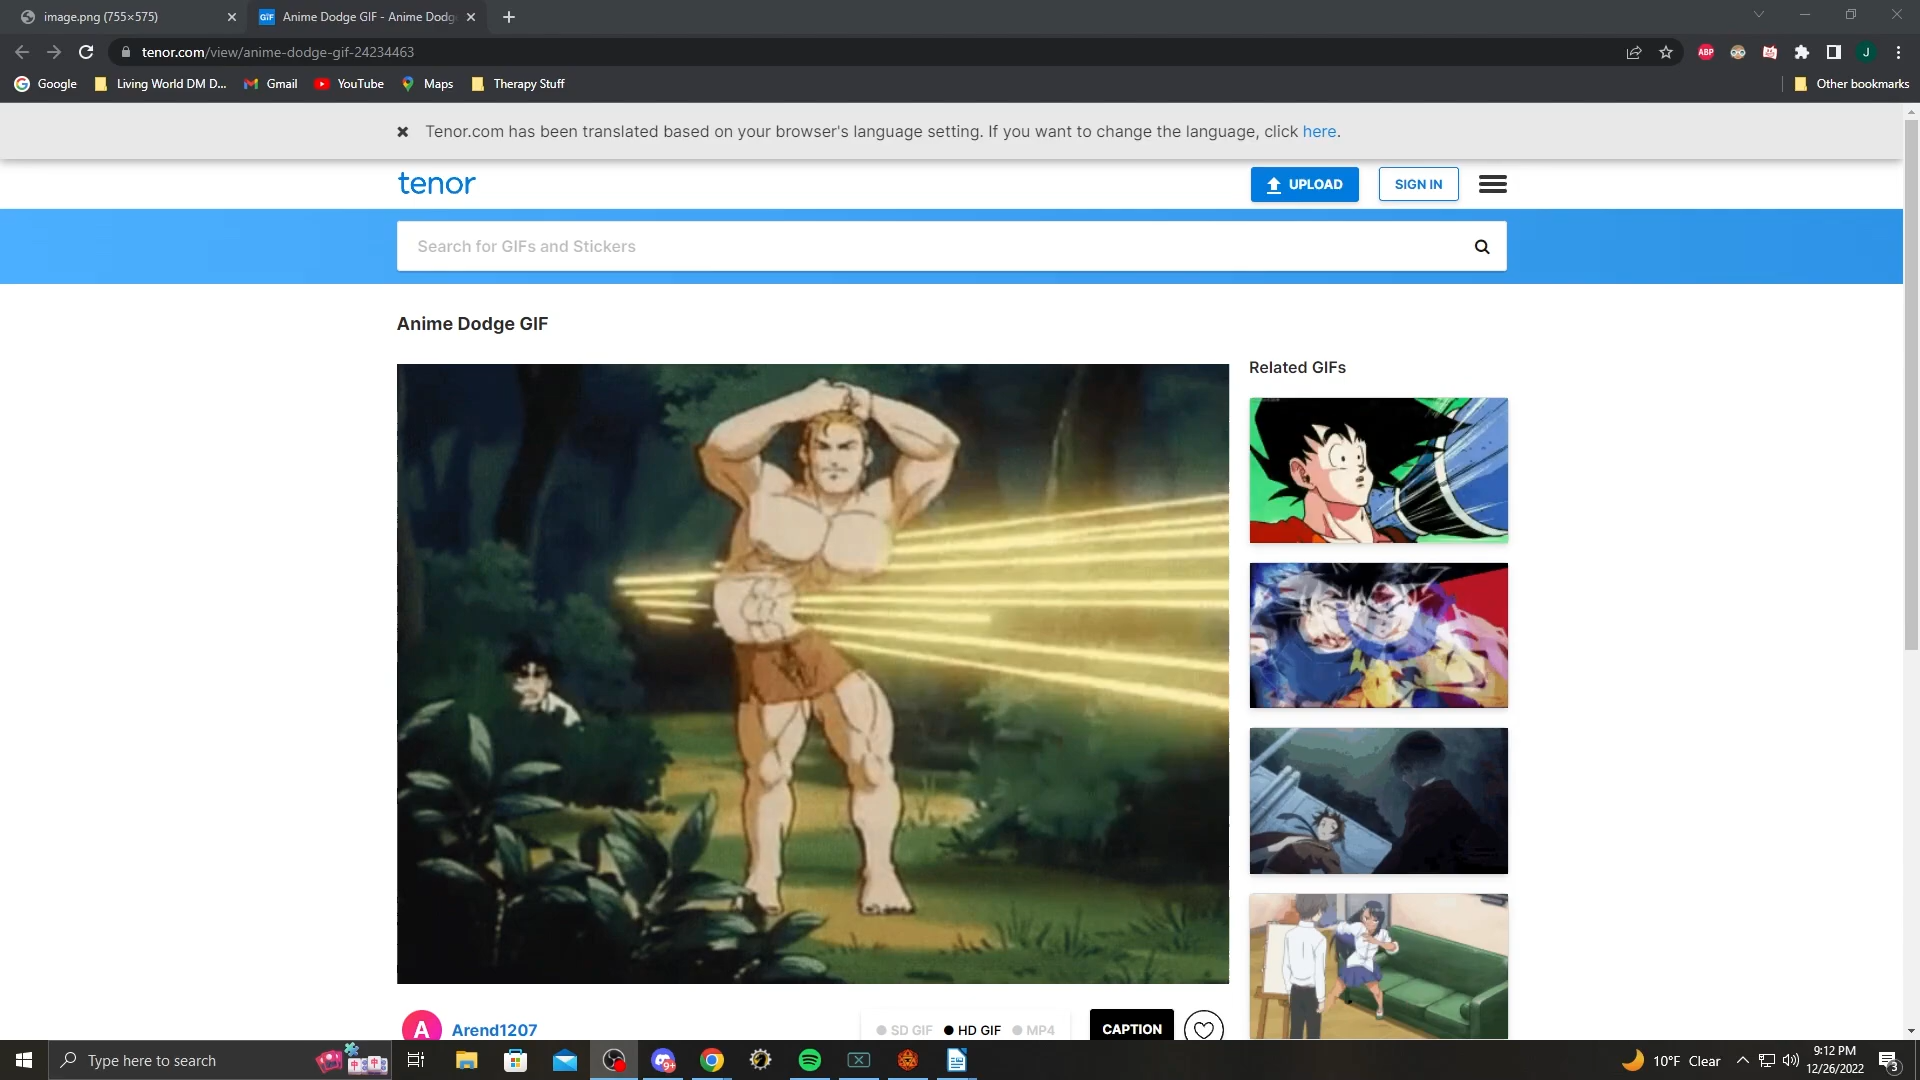 image.png (755×575)
Anime Dodge GIF - Anime Dodg
tenor.com/view/anime-dodge-gif-24234463
ABP
J
Google
Living World DM D...
Gmail
YouTube
Maps
Therapy Stuff
Other bookmarks
Tenor.com has been translated based on your browser's language setting. If you want to change the language, click here.
tenor
UPLOAD
SIGN IN
Search for GIFs and Stickers
Anime Dodge GIF
Related GIFs
A
Arend1207
SD GIF
HD GIF
MP4
CAPTION
Type here to search
9+
10°F Clear
9:12 PM
12/26/2022
3